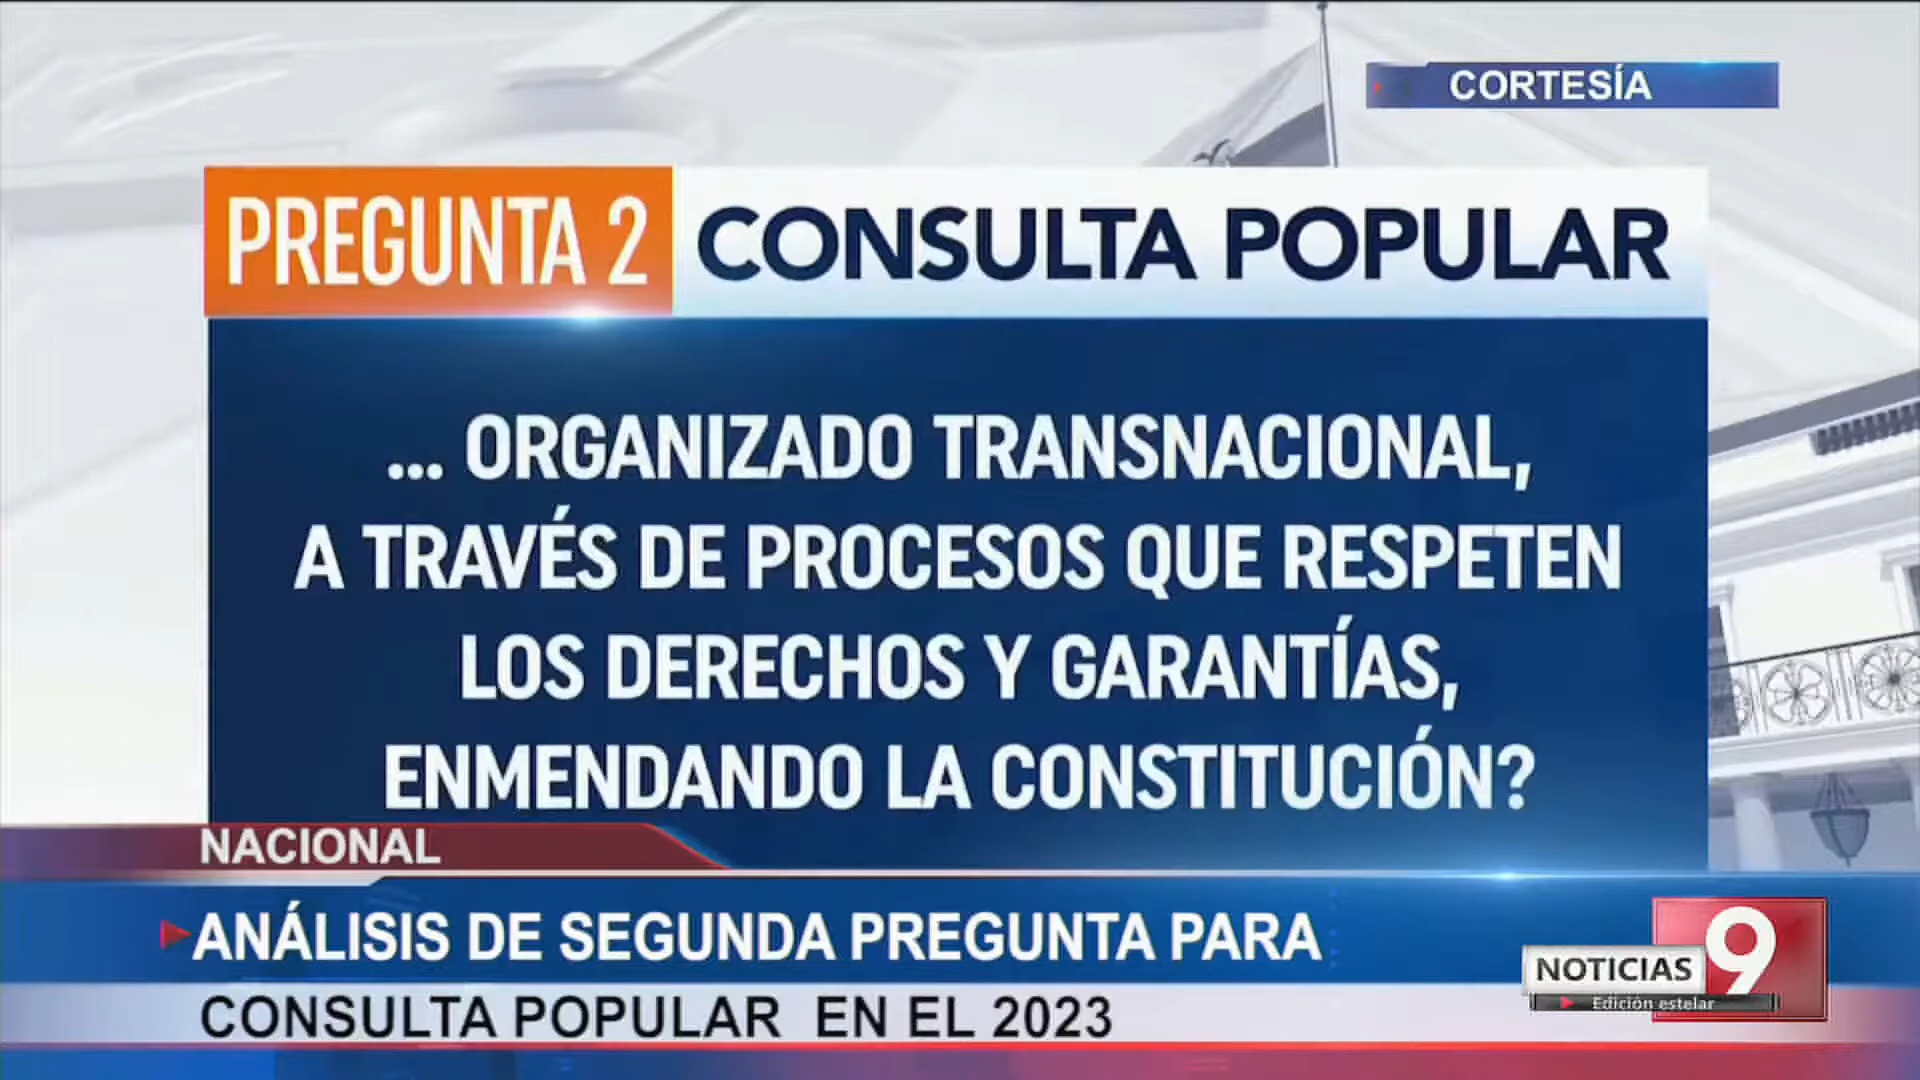 CORTESÍA
PREGUNTA 2 CONSULTA POPULAR
... ORGANIZADO TRANSNACIONAL,
A TRAVÉS DE PROCESOS QUE RESPETEN
LOS DERECHOS Y GARANTÍAS,
ENMENDANDO LA CONSTITUCIÓN?
NACIONAL
ANÁLISIS DE SEGUNDA PREGUNTA PARA
CONSULTA POPULAR EN EL 2023
NOTICIAS 9
Edición estelar